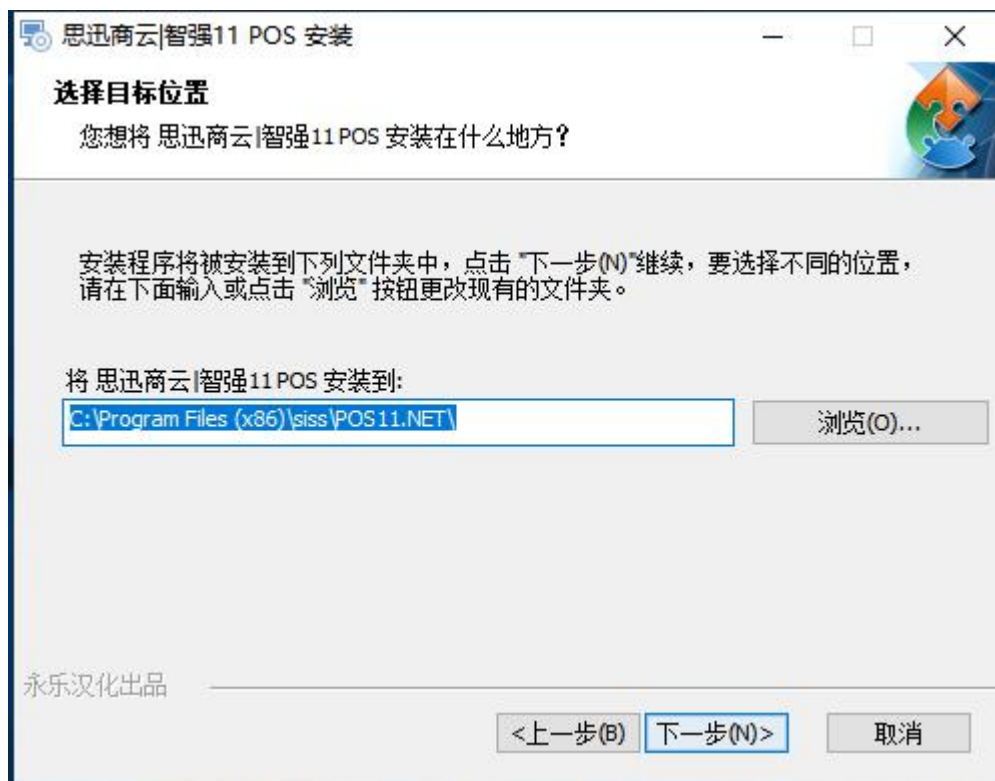 思迅商云|智强11 POS 安装
选择目标位置
您想将 思迅商云|智强11 POS 安装在什么地方？
安装程序将被安装到下列文件夹中，点击 "下一步(N)"继续，要选择不同的位置，
请在下面输入或点击 "浏览" 按钮更改现有的文件夹。
将 思迅商云|智强11 POS 安装到:
C:\Program Files (x86)\siss\POS11.NET\
浏览(O)...
永乐汉化出品
<上一步(B)
下一步(N)>
取消